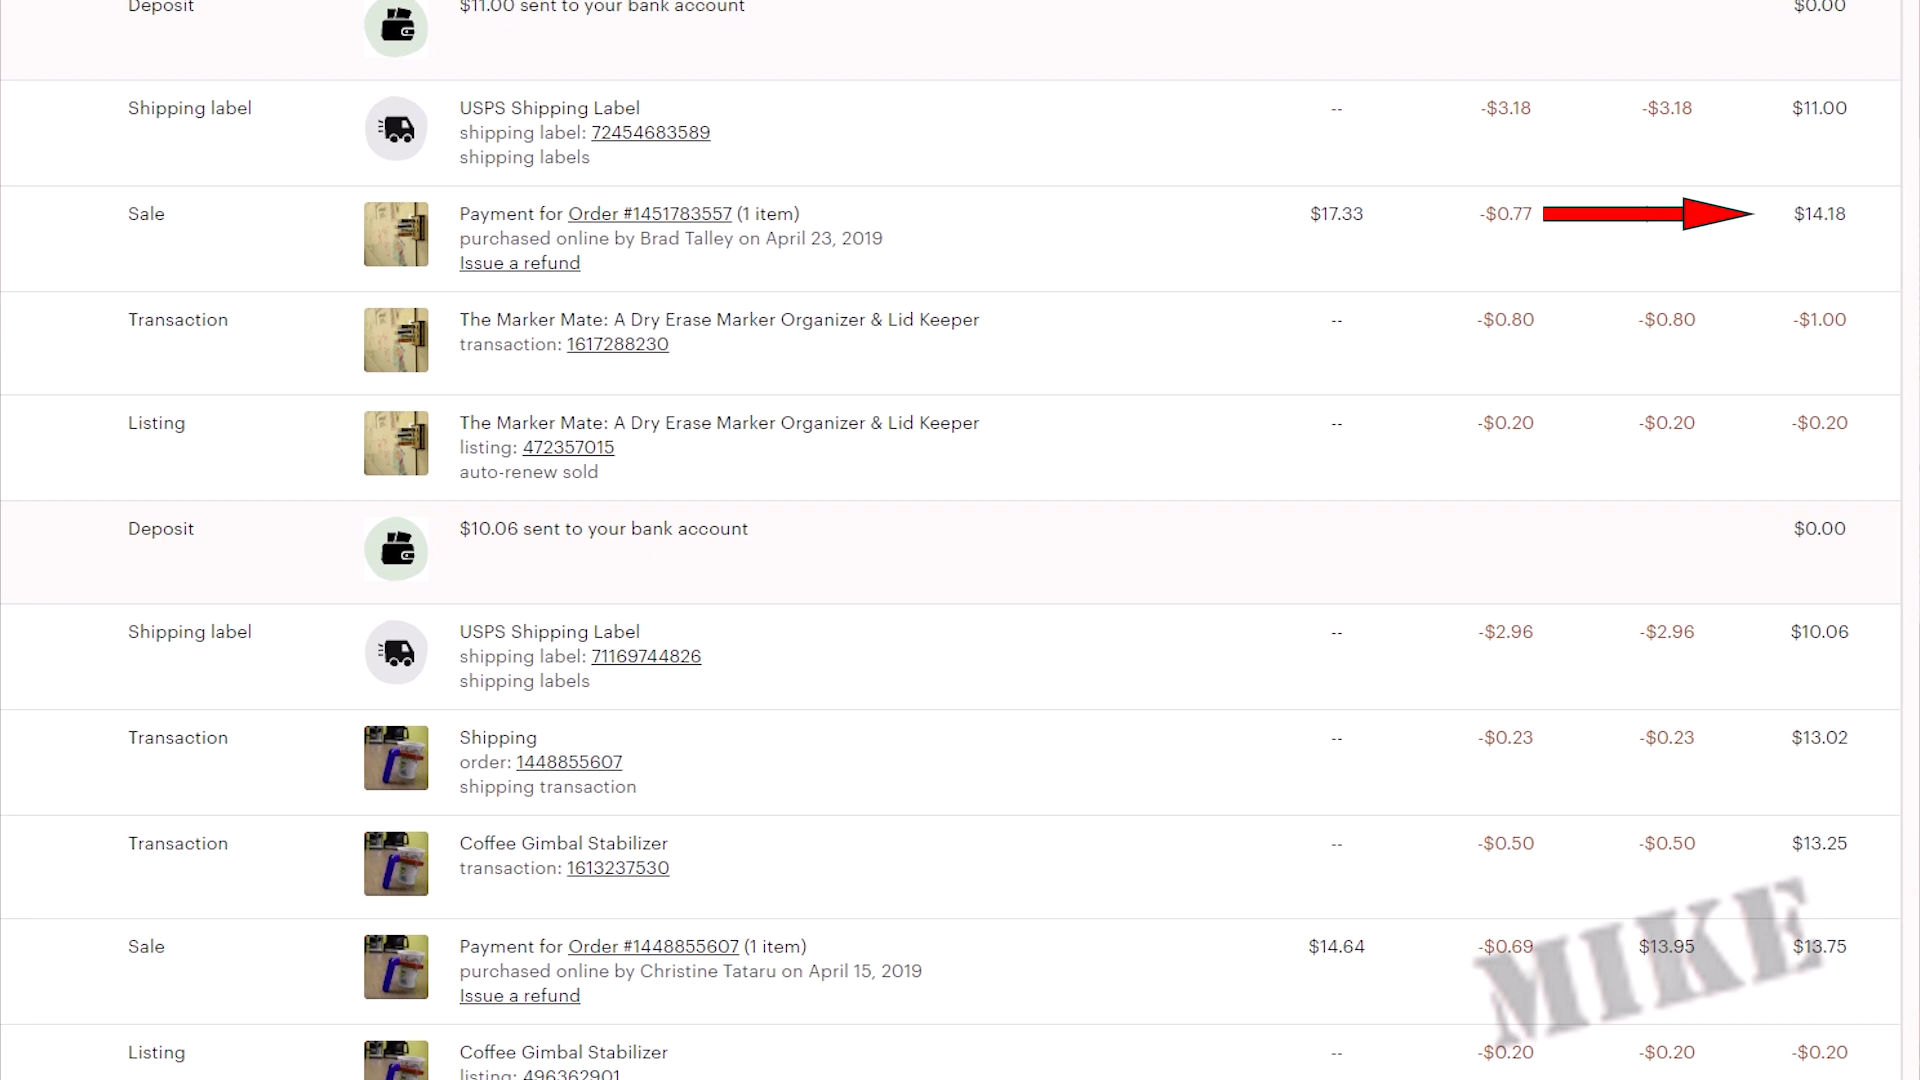 Deposit
$11.00 sent to your bank account
$0.00
Shipping label
USPS Shipping Label
shipping label: 72454683589
shipping labels
-- -$3.18 -$3.18 $11.00
Sale
Payment for Order #1451783557 (1 item)
purchased online by Brad Talley on April 23, 2019
Issue a refund
$17.33 -$0.77 $14.18
Transaction
The Marker Mate: A Dry Erase Marker Organizer & Lid Keeper
transaction: 1617288230
-- -$0.80 -$0.80 -$1.00
Listing
The Marker Mate: A Dry Erase Marker Organizer & Lid Keeper
listing: 472357015
auto-renew sold
-- -$0.20 -$0.20 -$0.20
Deposit
$10.06 sent to your bank account
$0.00
Shipping label
USPS Shipping Label
shipping label: 71169744826
shipping labels
-- -$2.96 -$2.96 $10.06
Transaction
Shipping
order: 1448855607
shipping transaction
-- -$0.23 -$0.23 $13.02
Transaction
Coffee Gimbal Stabilizer
transaction: 1613237530
-- -$0.50 -$0.50 $13.25
Sale
Payment for Order #1448855607 (1 item)
purchased online by Christine Tataru on April 15, 2019
Issue a refund
$14.64 -$0.69 $13.95 $13.75
MIKE
Listing
Coffee Gimbal Stabilizer
listing: 496362901
-- -$0.20 -$0.20 -$0.20